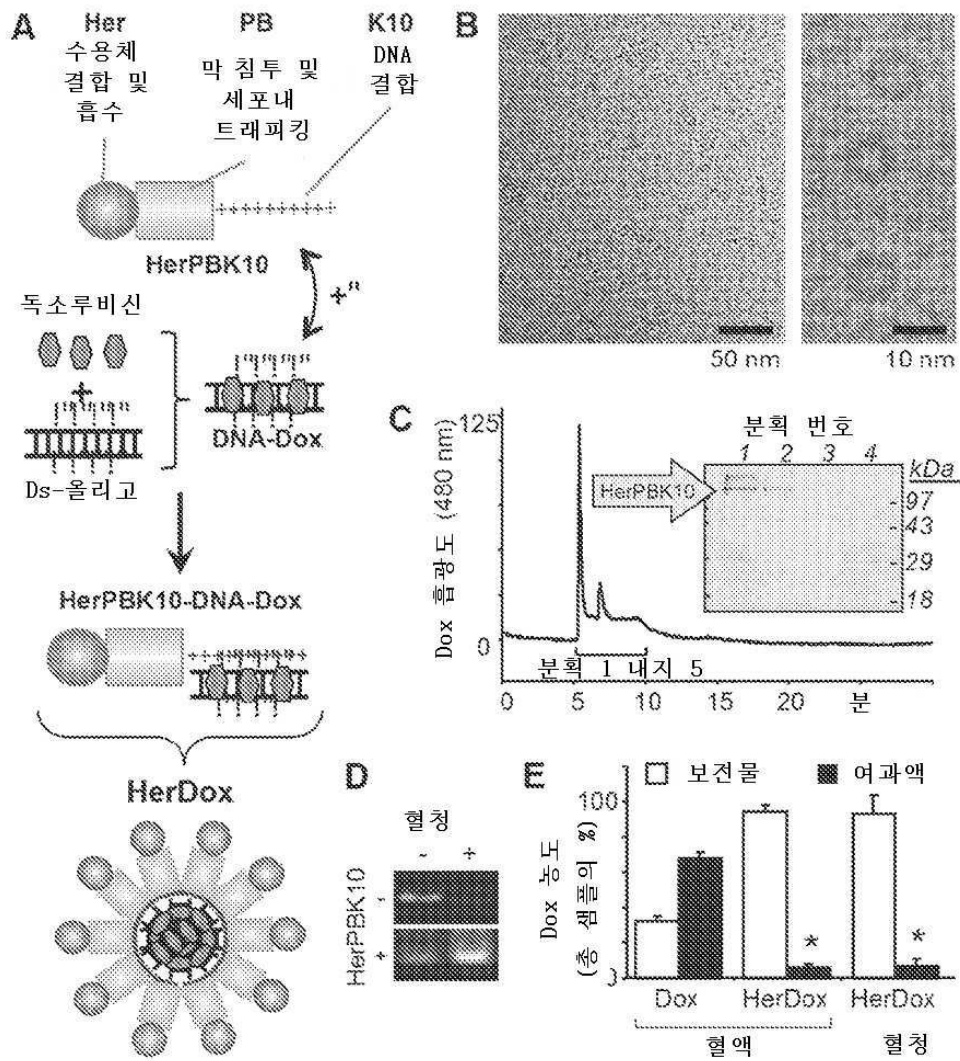 A
Her
수용체
결합 및
흡수
PB
막 침투 및
세포내
트래피킹
K10
DNA
결합
HerPBK10
독소루비신
+
Ds-올리고
DNA-Dox
HerPBK10-DNA-Dox
HerDox
B
50 nm
10 nm
C
Dox 흡광도 (480 nm)
125
0
분획 1 내지 5
0 5 10 15 20 분
HerPBK10
분획 번호
1 2 3 4
kDa
97
43
29
18
D
혈청
- +
HerPBK10
-
+
E
보전물
여과액
Dox 농도
(총 샘플의 %)
100
Dox HerDox HerDox
* *
혈액 혈청